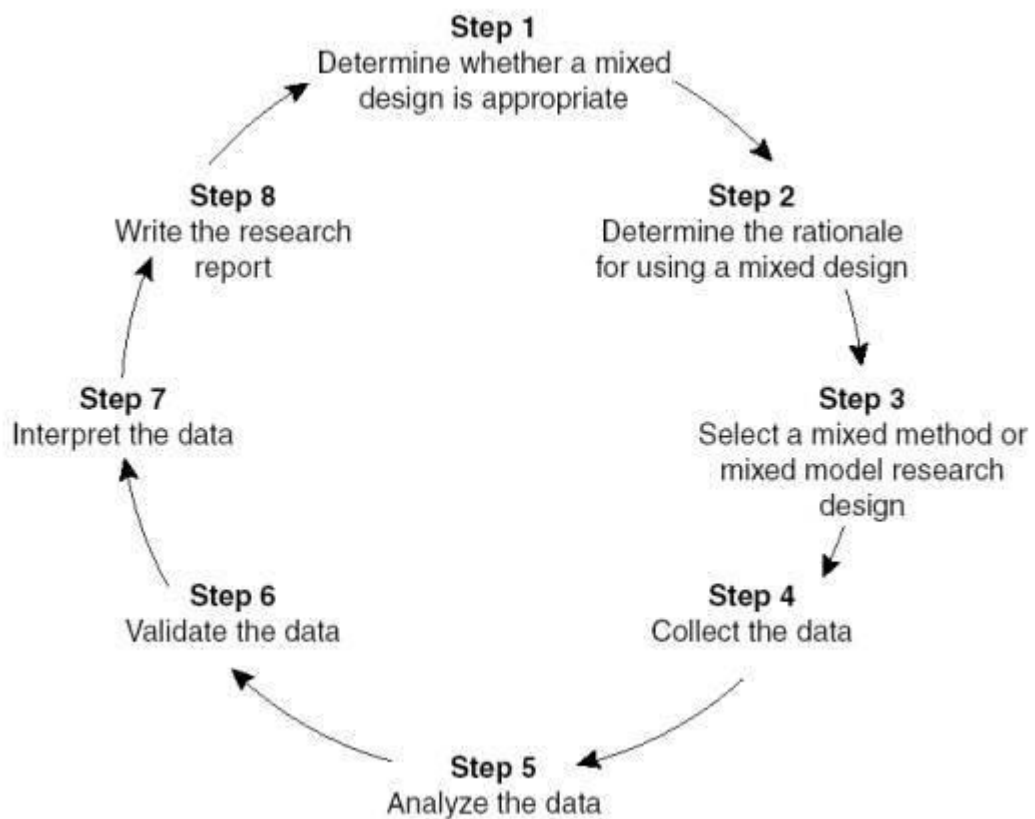 Step 1
Determine whether a mixed
design is appropriate
Step 2
Determine the rationale
for using a mixed design
Step 3
Select a mixed method or
mixed model research
design
Step 4
Collect the data
Step 5
Analyze the data
Step 6
Validate the data
Step 7
Interpret the data
Step 8
Write the research
report